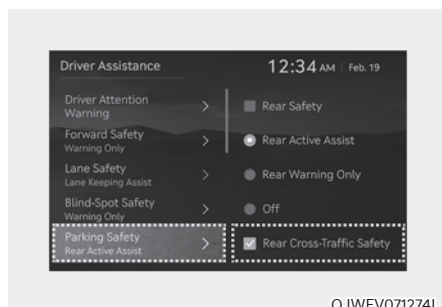 Driver Assistance
12:34 AM Feb. 19
Driver Attention
Warning
Forward Safety
Warning Only
Lane Safety
Lane Keeping Assist
Blind-Spot Safety
Warning Only
Parking Safety
Rear Active Assist
Rear Safety
Rear Active Assist
Rear Warning Only
Off
Rear Cross-Traffic Safety
OJWEV071274L